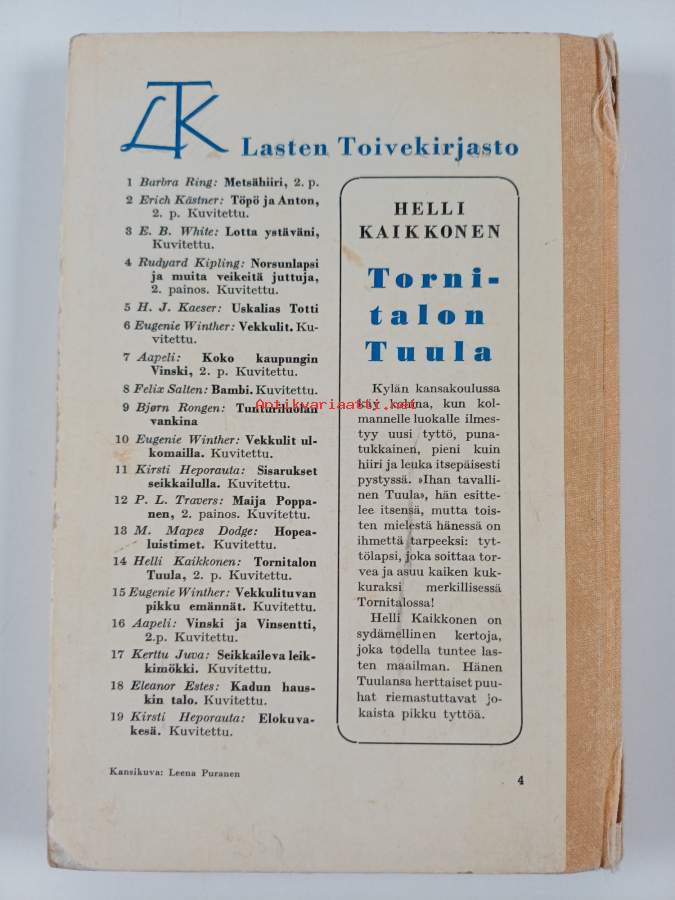 LTK Lasten Toivekirjasto
1 Barbra Ring: Metsähiiri, 2. p.
2 Erich Kästner: Töpö ja Anton,
2. p. Kuvitettu.
3 E. B. White: Lotta ystäväni,
Kuvitettu.
4 Rudyard Kipling: Norsunlapsi
ja muita veikeitä juttuja,
2. painos. Kuvitettu.
5 H. J. Kaeser: Uskalias Totti
6 Eugenie Winther: Vekkulit. Ku-
vitettu.
7 Aapeli: Koko kaupungin
Vinski, 2. p. Kuvitettu.
8 Felix Salten: Bambi. Kuvitettu.
9 Bjørn Rongen: Tunturiluolan
vankina
10 Eugenie Winther: Vekkulit ul-
komailla. Kuvitettu.
11 Kirsti Heporauta: Sisarukset
seikkailulla. Kuvitettu.
12 P. L. Travers: Maija Poppa-
nen, 2. painos. Kuvitettu.
13 M. Mapes Dodge: Hopea-
luistimet. Kuvitettu.
14 Helli Kaikkonen: Tornitalon
Tuula, 2. p. Kuvitettu.
15 Eugenie Winther: Vekkulituvan
pikku emännät. Kuvitettu.
16 Aapeli: Vinski ja Vinsentti,
2.p. Kuvitettu.
17 Kerttu Juva: Seikkaileva leik-
kimökki. Kuvitettu.
18 Eleanor Estes: Kadun haus-
kin talo. Kuvitettu.
19 Kirsti Heporauta: Elokuva-
kesä. Kuvitettu.
HELLI
KAIKKONEN
Torni-
talon
Tuula
Kylän kansakoulussa
käy kohina, kun kol-
mannelle luokalle ilmes-
tyy uusi tyttö, puna-
tukkainen, pieni kuin
hiiri ja leuka itsepäisesti
pystyssä. »Ihan tavalli-
nen Tuula», hän esitte-
lee itsensä, mutta tois-
ten mielestä hänessä on
ihmettä tarpeeksi: tyt-
tölapsi, joka soittaa tor-
vea ja asuu kaiken kuk-
kuraksi merkillisessä
Tornitalossa!
Helli Kaikkonen on
sydämellinen kertoja,
joka todella tuntee las-
ten maailman. Hänen
Tuulansa herttaiset puu-
hat riemastuttavat jo-
kaista pikku tyttöä.
Antikvariaatti.net
Kansikuva: Leena Puranen
4